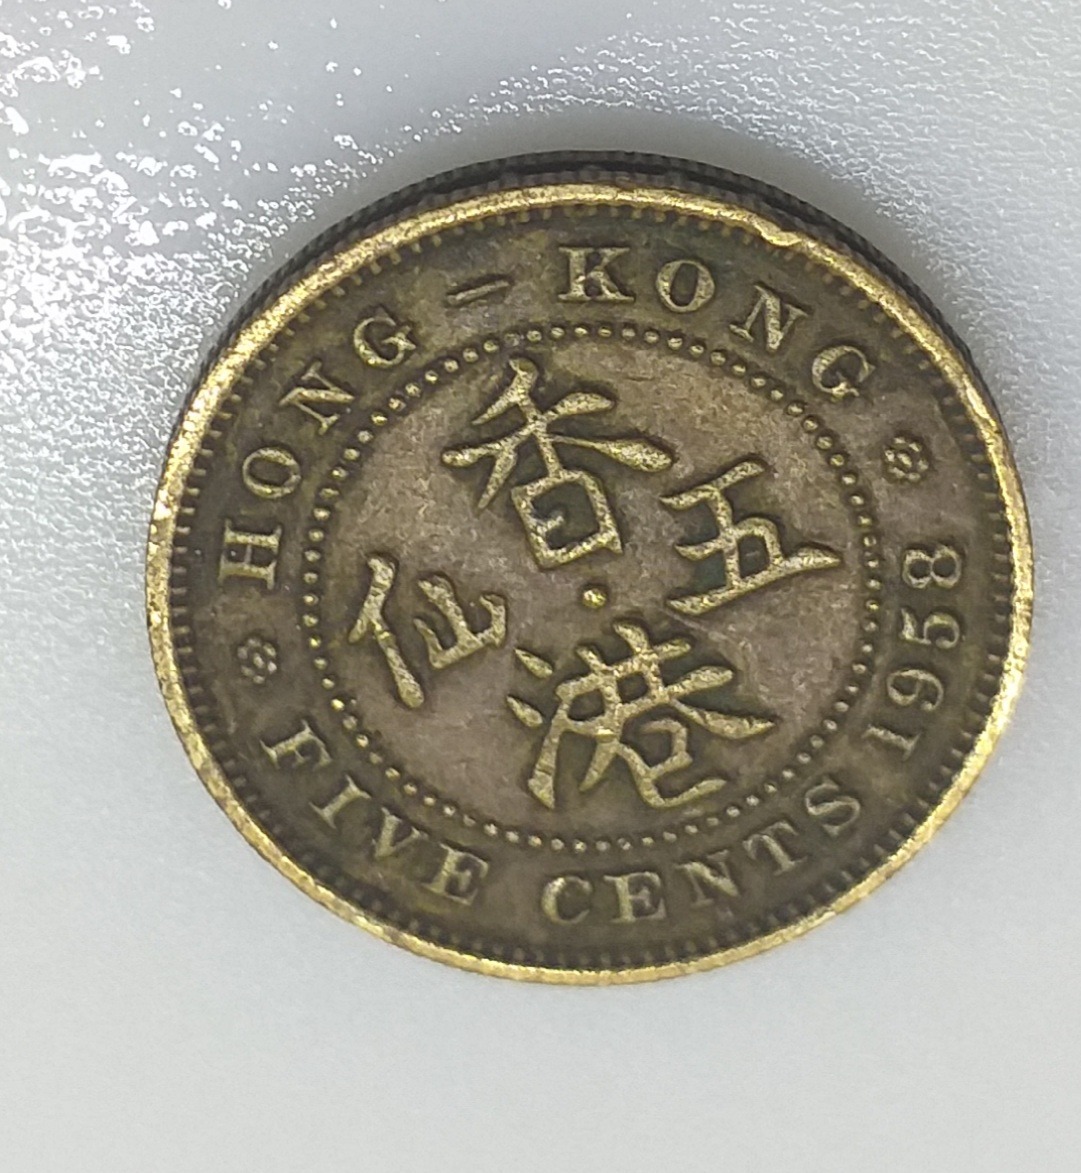 HONG-KONG
FIVE CENTS 1958
香港
五仙